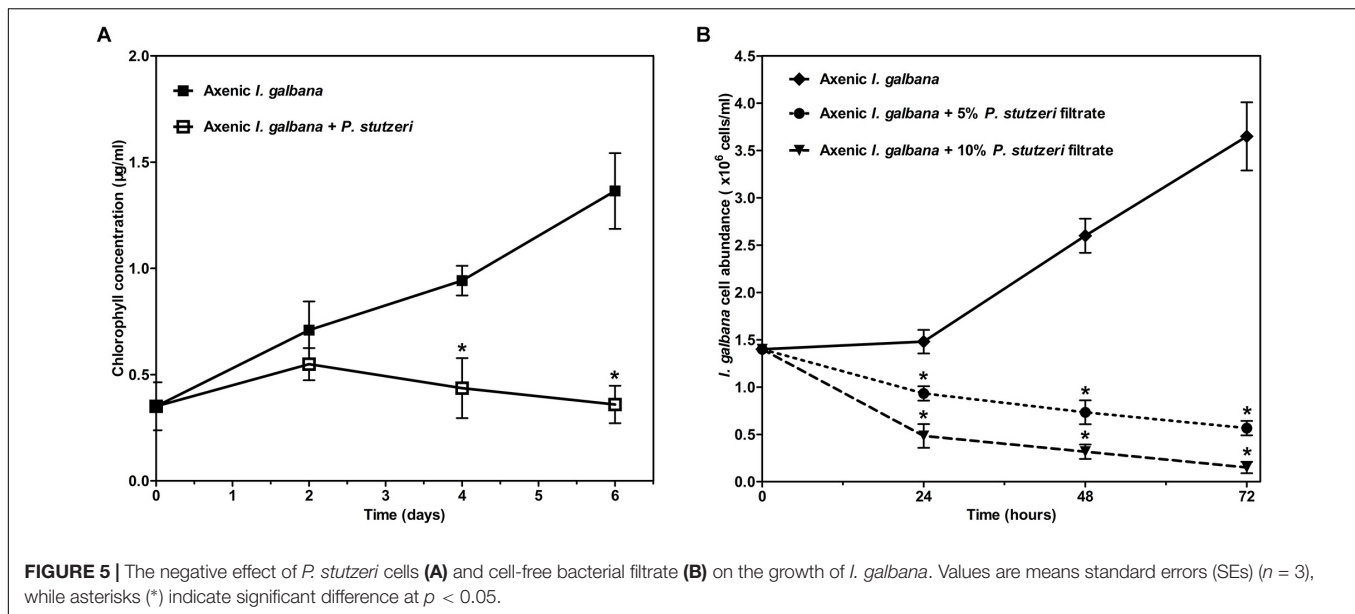 A
2.0
Axenic I. galbana
Axenic I. galbana + P. stutzeri
1.5
1.0
0.5
0.0
Chlorophyll concentration (µg/ml)
*
*
0
1
2
3
4
5
6
Time (days)
B
4.5
Axenic I. galbana
4.0
Axenic I. galbana + 5% P. stutzeri filtrate
3.5
Axenic I. galbana + 10% P. stutzeri filtrate
3.0
2.5
2.0
1.5
1.0
0.5
0.0
I. galbana cell abundance ( x10⁶ cells/ml)
*
*
*
*
*
*
0
24
48
72
Time (hours)
FIGURE 5 | The negative effect of P. stutzeri cells (A) and cell-free bacterial filtrate (B) on the growth of I. galbana. Values are means standard errors (SEs) (n = 3),
while asterisks (*) indicate significant difference at p < 0.05.